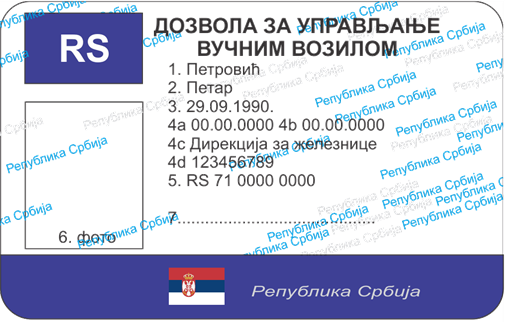 RS
ДОЗВОЛА ЗА УПРАВЉАЊЕ
ВУЧНИМ ВОЗИЛОМ
1. Петровић
2. Петар
3. 29.09.1990.
4a 00.00.0000 4b 00.00.0000
4c Дирекција за железнице
4d 123456789
5. RS 71 0000 0000
7.......................................
6. фото
Република Србија